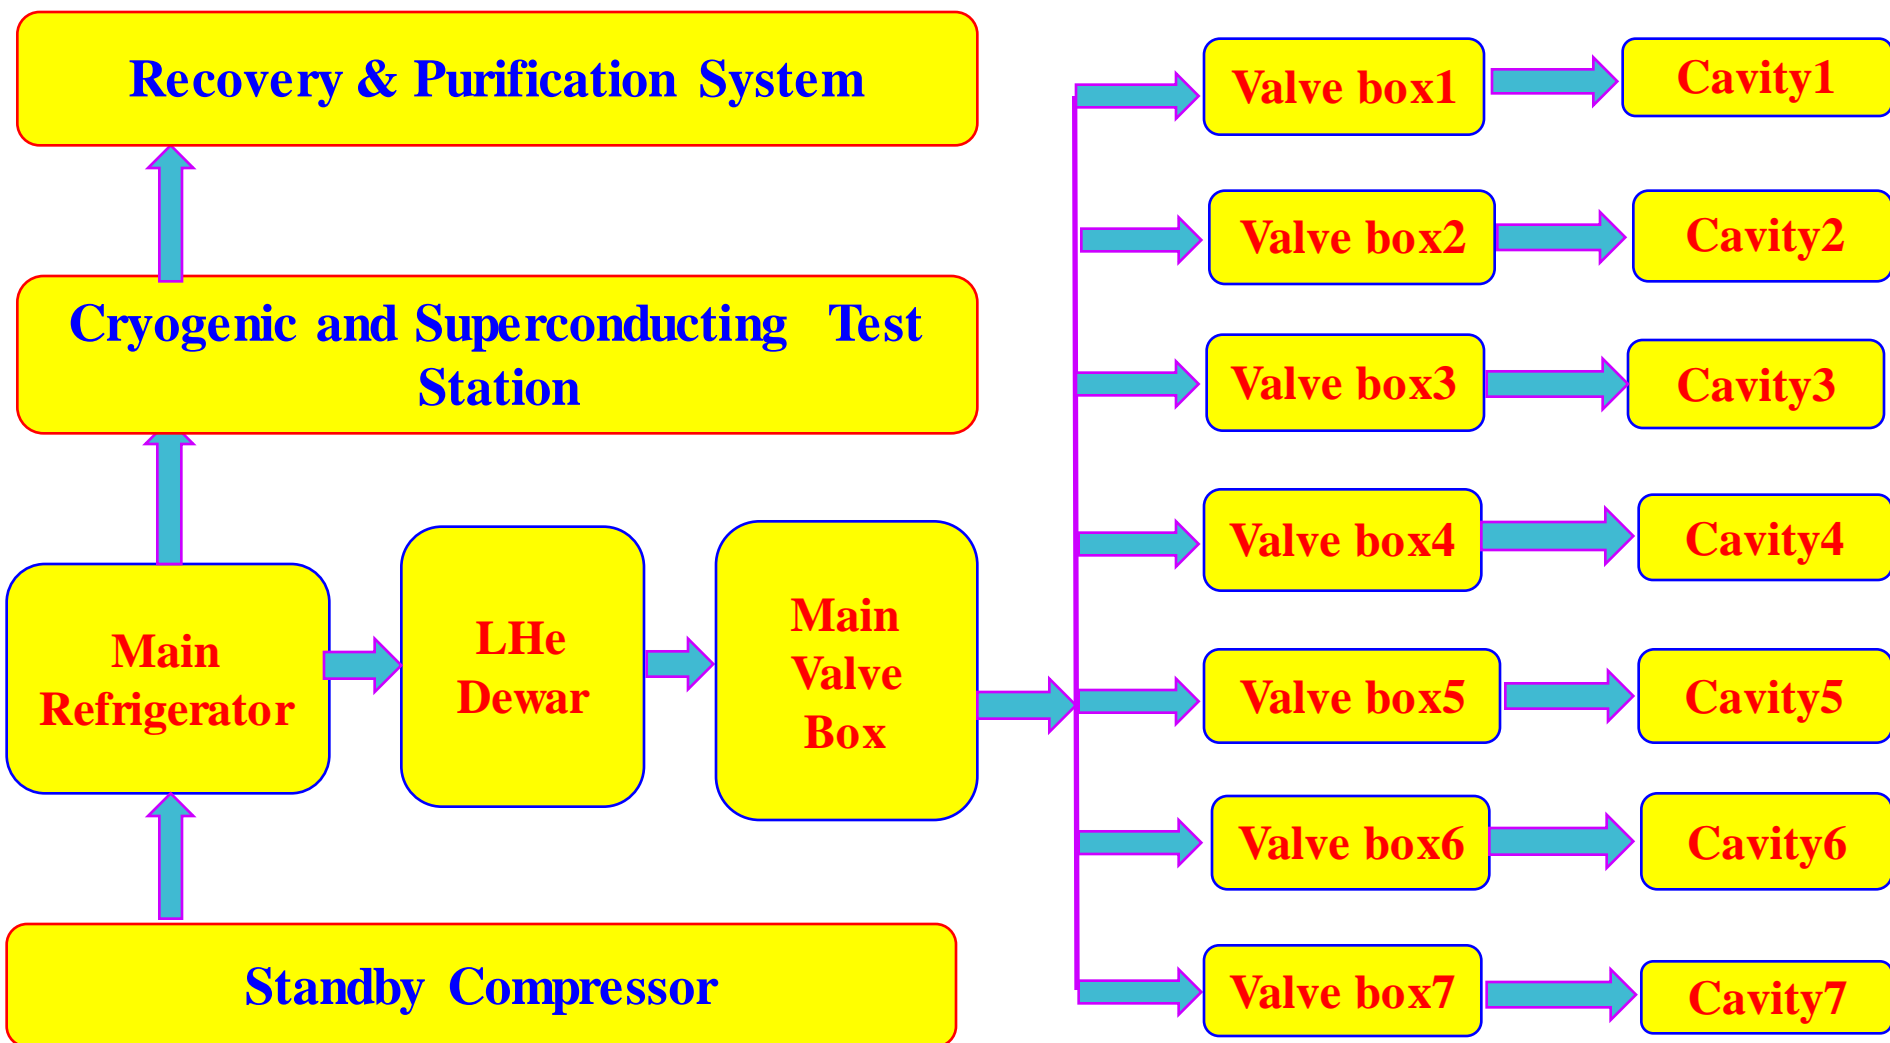 Recovery & Purification System
Cryogenic and Superconducting Test
Station
Main
Refrigerator
LHe
Dewar
Main
Valve
Box
Standby Compressor
Valve box1
Cavity1
Valve box2
Cavity2
Valve box3
Cavity3
Valve box4
Cavity4
Valve box5
Cavity5
Valve box6
Cavity6
Valve box7
Cavity7